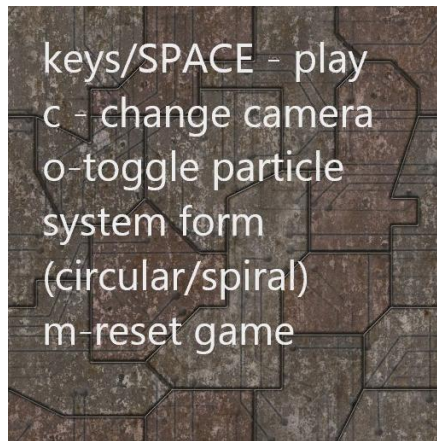 keys/SPACE - play
c - change camera
o-toggle particle
system form
(circular/spiral)
m-reset game